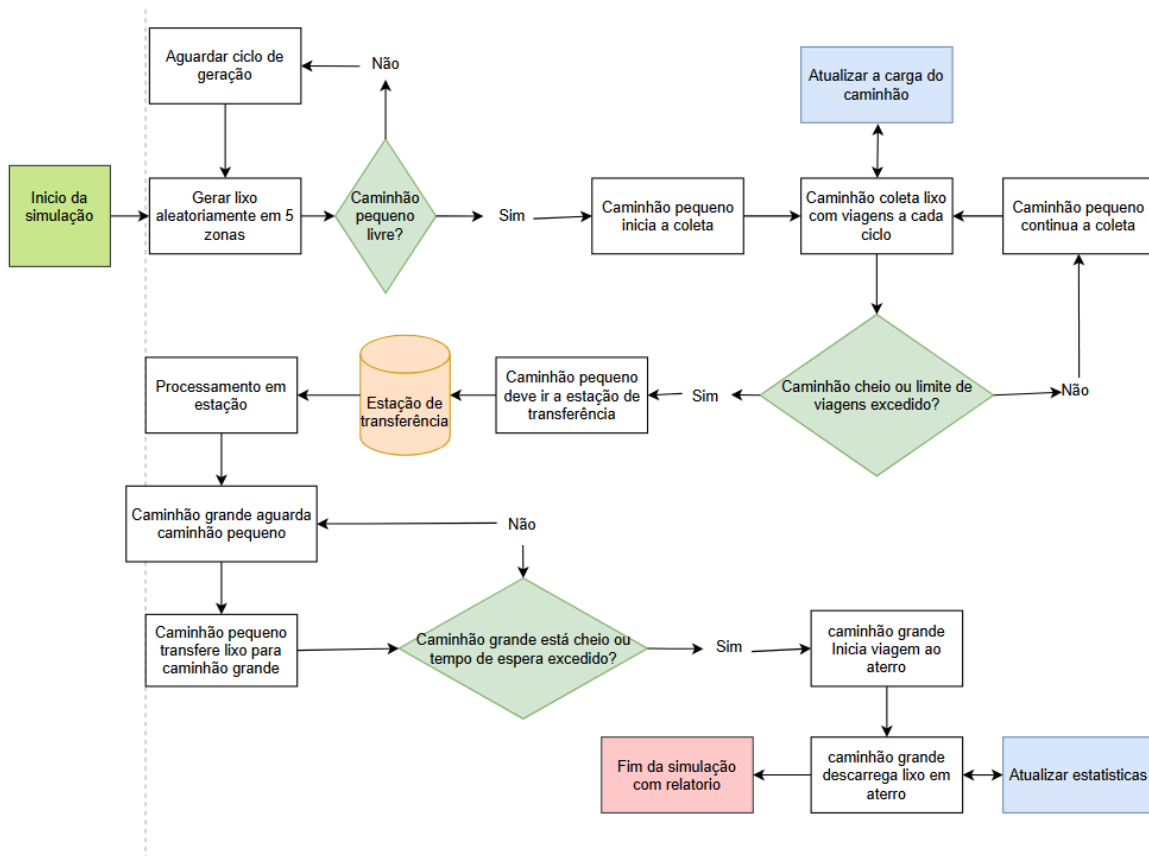 Aguardar ciclo de
geração
Não
Atualizar a carga do
caminhão
Inicio da
simulação
Gerar lixo
aleatoriamente em 5
zonas
Caminhão
pequeno
livre?
Sim
Caminhão pequeno
inicia a coleta
Caminhão coleta lixo
com viagens a cada
ciclo
Caminhão pequeno
continua a coleta
Processamento em
estação
Estação de
transferência
Caminhão pequeno
deve ir a estação de
transferência
Sim
Caminhão cheio ou limite de
viagens excedido?
Não
Caminhão grande aguarda
caminhão pequeno
Não
Caminhão pequeno
transfere lixo para
caminhão grande
Caminhão grande está cheio ou
tempo de espera excedido?
Sim
caminhão grande
Inicia viagem ao
aterro
Fim da simulação
com relatorio
caminhão grande
descarrega lixo em
aterro
Atualizar estatisticas